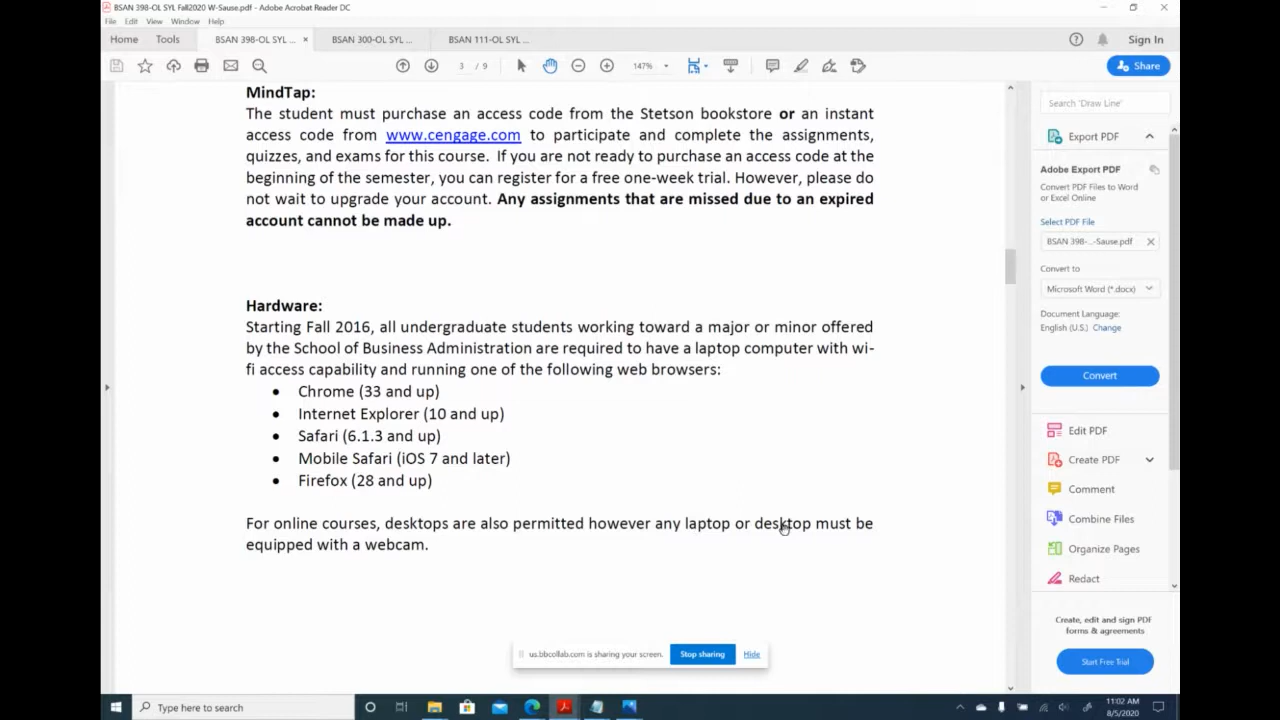 BSAN 398-OL SYL Fall2020 W-Sause.pdf - Adobe Acrobat Reader DC
File Edit View Window Help
Home Tools BSAN 398-OL SYL ... × BSAN 300-OL SYL ... BSAN 111-OL SYL ... Sign In
3 / 9 147% Share
MindTap:
The student must purchase an access code from the Stetson bookstore or an instant
access code from www.cengage.com to participate and complete the assignments,
quizzes, and exams for this course. If you are not ready to purchase an access code at the
beginning of the semester, you can register for a free one-week trial. However, please do
not wait to upgrade your account. Any assignments that are missed due to an expired
account cannot be made up.
Hardware:
Starting Fall 2016, all undergraduate students working toward a major or minor offered
by the School of Business Administration are required to have a laptop computer with wi-
fi access capability and running one of the following web browsers:
• Chrome (33 and up)
• Internet Explorer (10 and up)
• Safari (6.1.3 and up)
• Mobile Safari (iOS 7 and later)
• Firefox (28 and up)
For online courses, desktops are also permitted however any laptop or desktop must be
equipped with a webcam.
Search 'Draw Line'
Export PDF
Adobe Export PDF
Convert PDF Files to Word
or Excel Online
Select PDF File
BSAN 398-...-Sause.pdf
Convert to
Microsoft Word (*.docx)
Document Language:
English (U.S.) Change
Convert
Edit PDF
Create PDF
Comment
Combine Files
Organize Pages
Redact
Create, edit and sign PDF
forms & agreements
Start Free Trial
us.bbcollab.com is sharing your screen. Stop sharing Hide
Type here to search
11:02 AM
8/5/2020